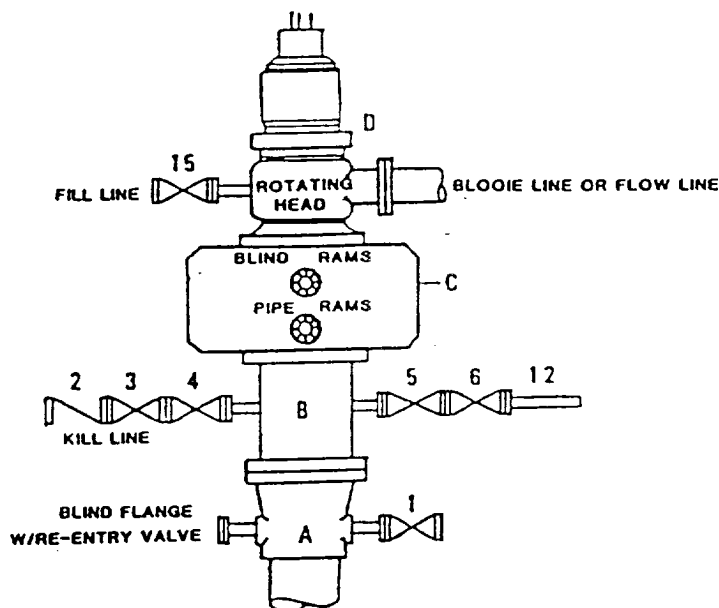 D
15
FILL LINE
ROTATING
HEAD
BLOOIE LINE OR FLOW LINE
BLIND RAMS
C
PIPE RAMS
2 3 4
5 6 12
B
KILL LINE
BLIND FLANGE
W/RE-ENTRY VALVE
A
1